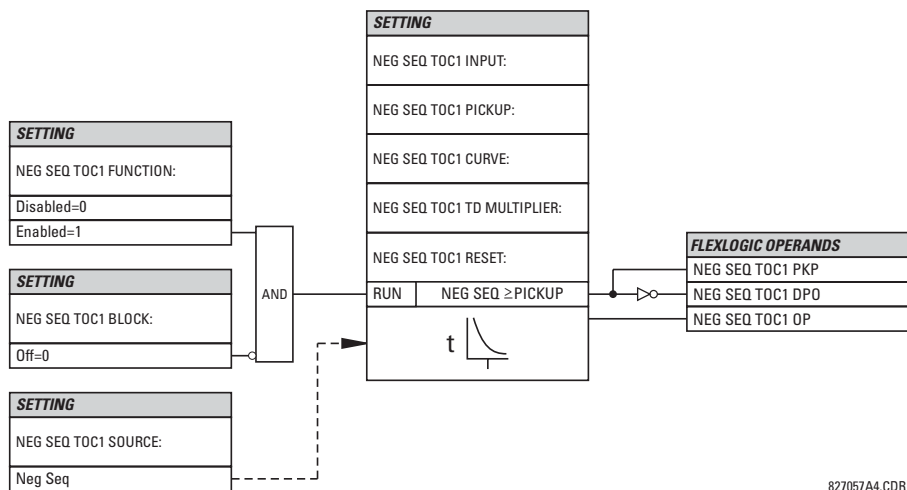 SETTING
NEG SEQ TOC1 FUNCTION:
Disabled=0
Enabled=1
SETTING
NEG SEQ TOC1 BLOCK:
Off=0
SETTING
NEG SEQ TOC1 SOURCE:
Neg Seq
AND
SETTING
NEG SEQ TOC1 INPUT:
NEG SEQ TOC1 PICKUP:
NEG SEQ TOC1 CURVE:
NEG SEQ TOC1 TD MULTIPLIER:
NEG SEQ TOC1 RESET:
RUN NEG SEQ ≥ PICKUP
t
FLEXLOGIC OPERANDS
NEG SEQ TOC1 PKP
NEG SEQ TOC1 DPO
NEG SEQ TOC1 OP
827057A4.CDR